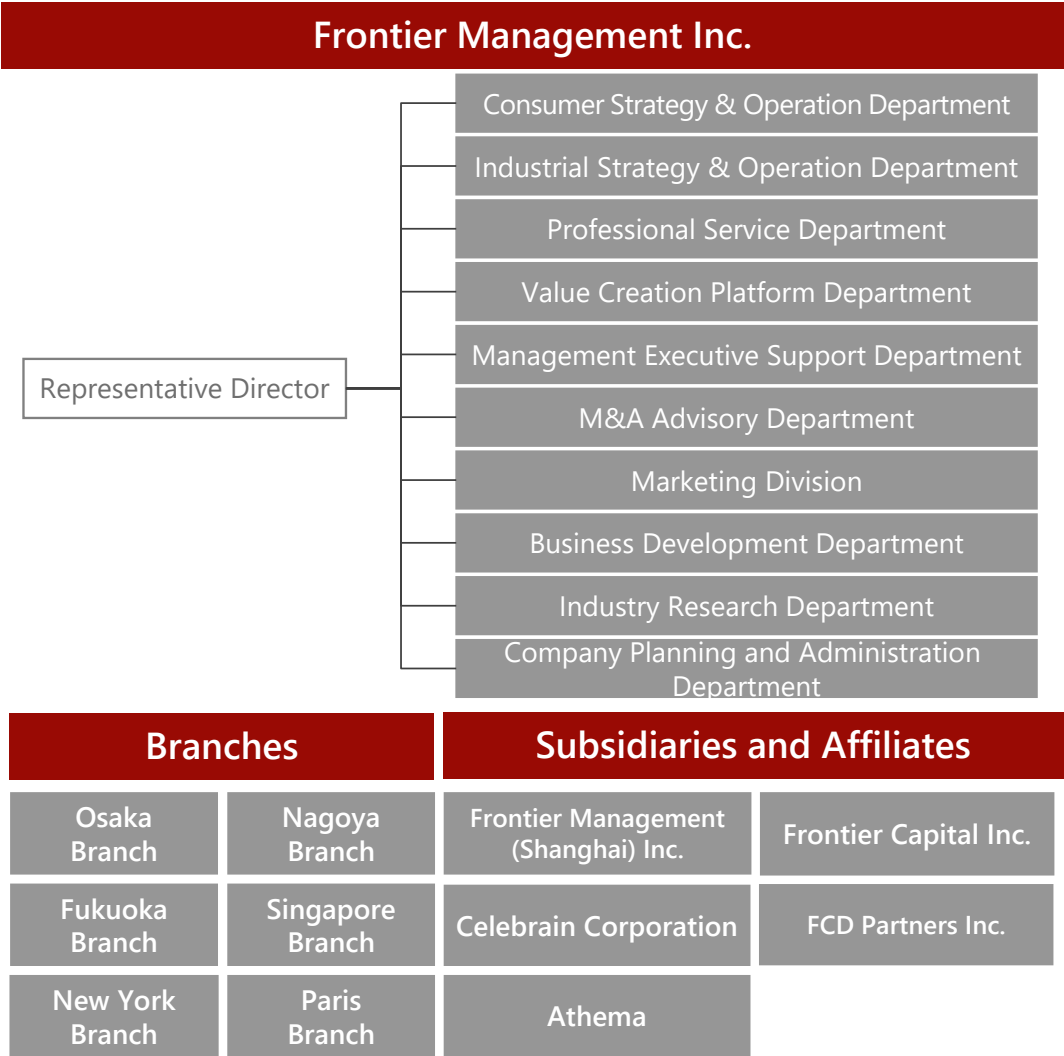 Frontier Management Inc.
Consumer Strategy & Operation Department
Industrial Strategy & Operation Department
Professional Service Department
Value Creation Platform Department
Management Executive Support Department
Representative Director
M&A Advisory Department
Marketing Division
Business Development Department
Industry Research Department
Company Planning and Administration
Department
Branches
Osaka
Branch
Nagoya
Branch
Fukuoka
Branch
Singapore
Branch
New York
Branch
Paris
Branch
Subsidiaries and Affiliates
Frontier Management
(Shanghai) Inc.
Frontier Capital Inc.
Celebrain Corporation
FCD Partners Inc.
Athema